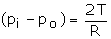 (pᵢ − pₒ) = 2T/R